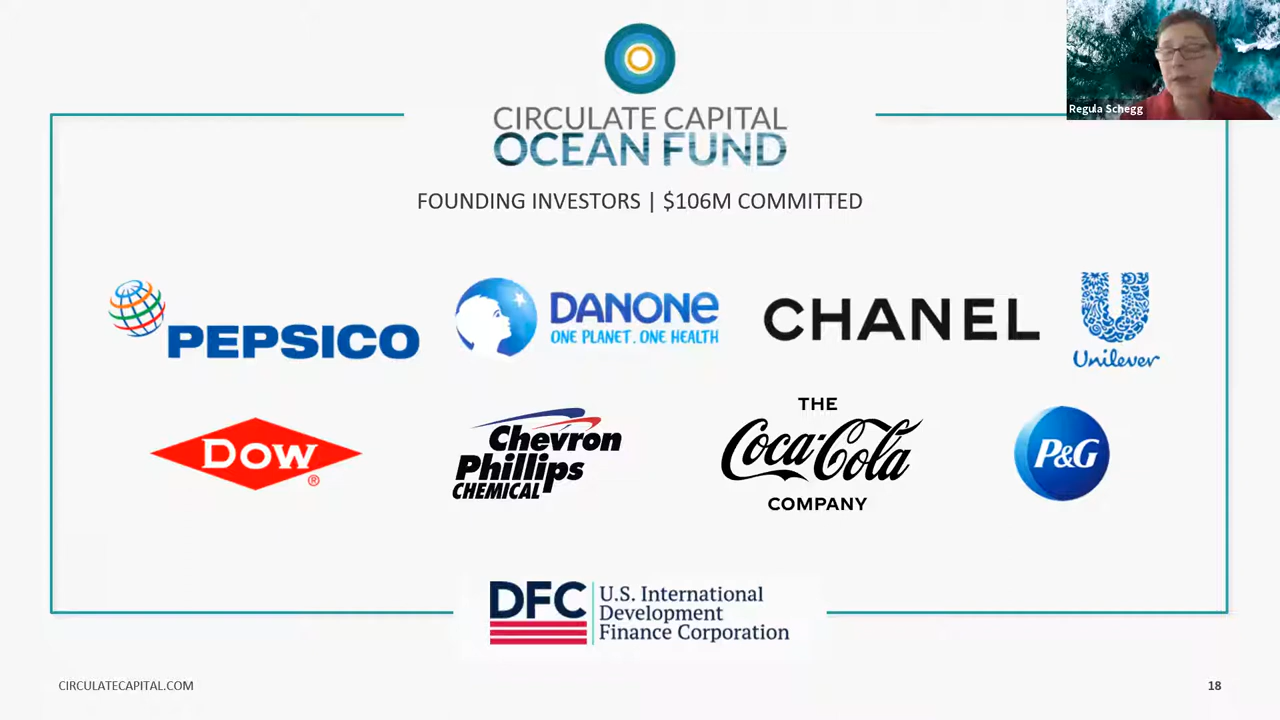 CIRCULATE CAPITAL
OCEAN FUND
Regula Schegg
FOUNDING INVESTORS | $106M COMMITTED
PEPSICO
DANONE
ONE PLANET. ONE HEALTH
CHANEL
Unilever
DOW
®
Chevron
Phillips
CHEMICAL
THE
Coca-Cola
COMPANY
P&G
DFC
U.S. International
Development
Finance Corporation
CIRCULATECAPITAL.COM
18